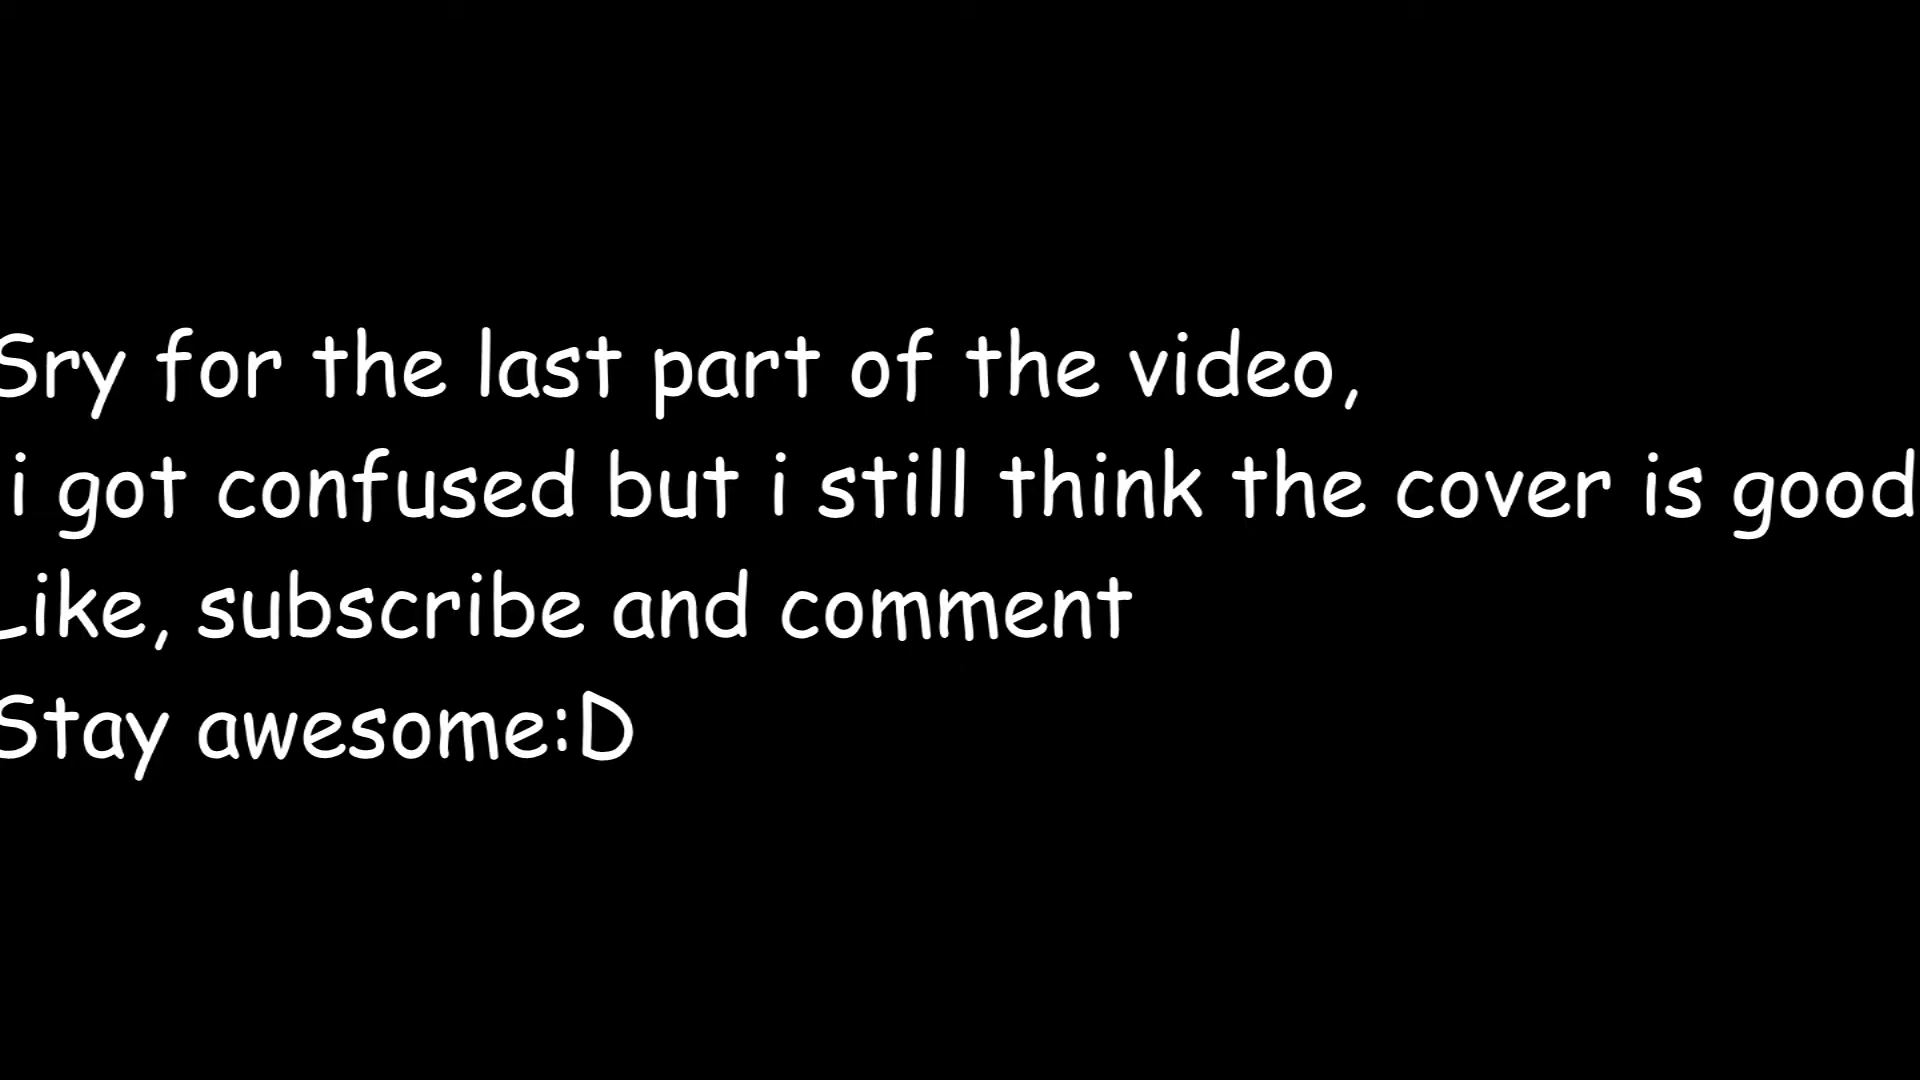 Sry for the last part of the video,
i got confused but i still think the cover is good
Like, subscribe and comment
Stay awesome:D